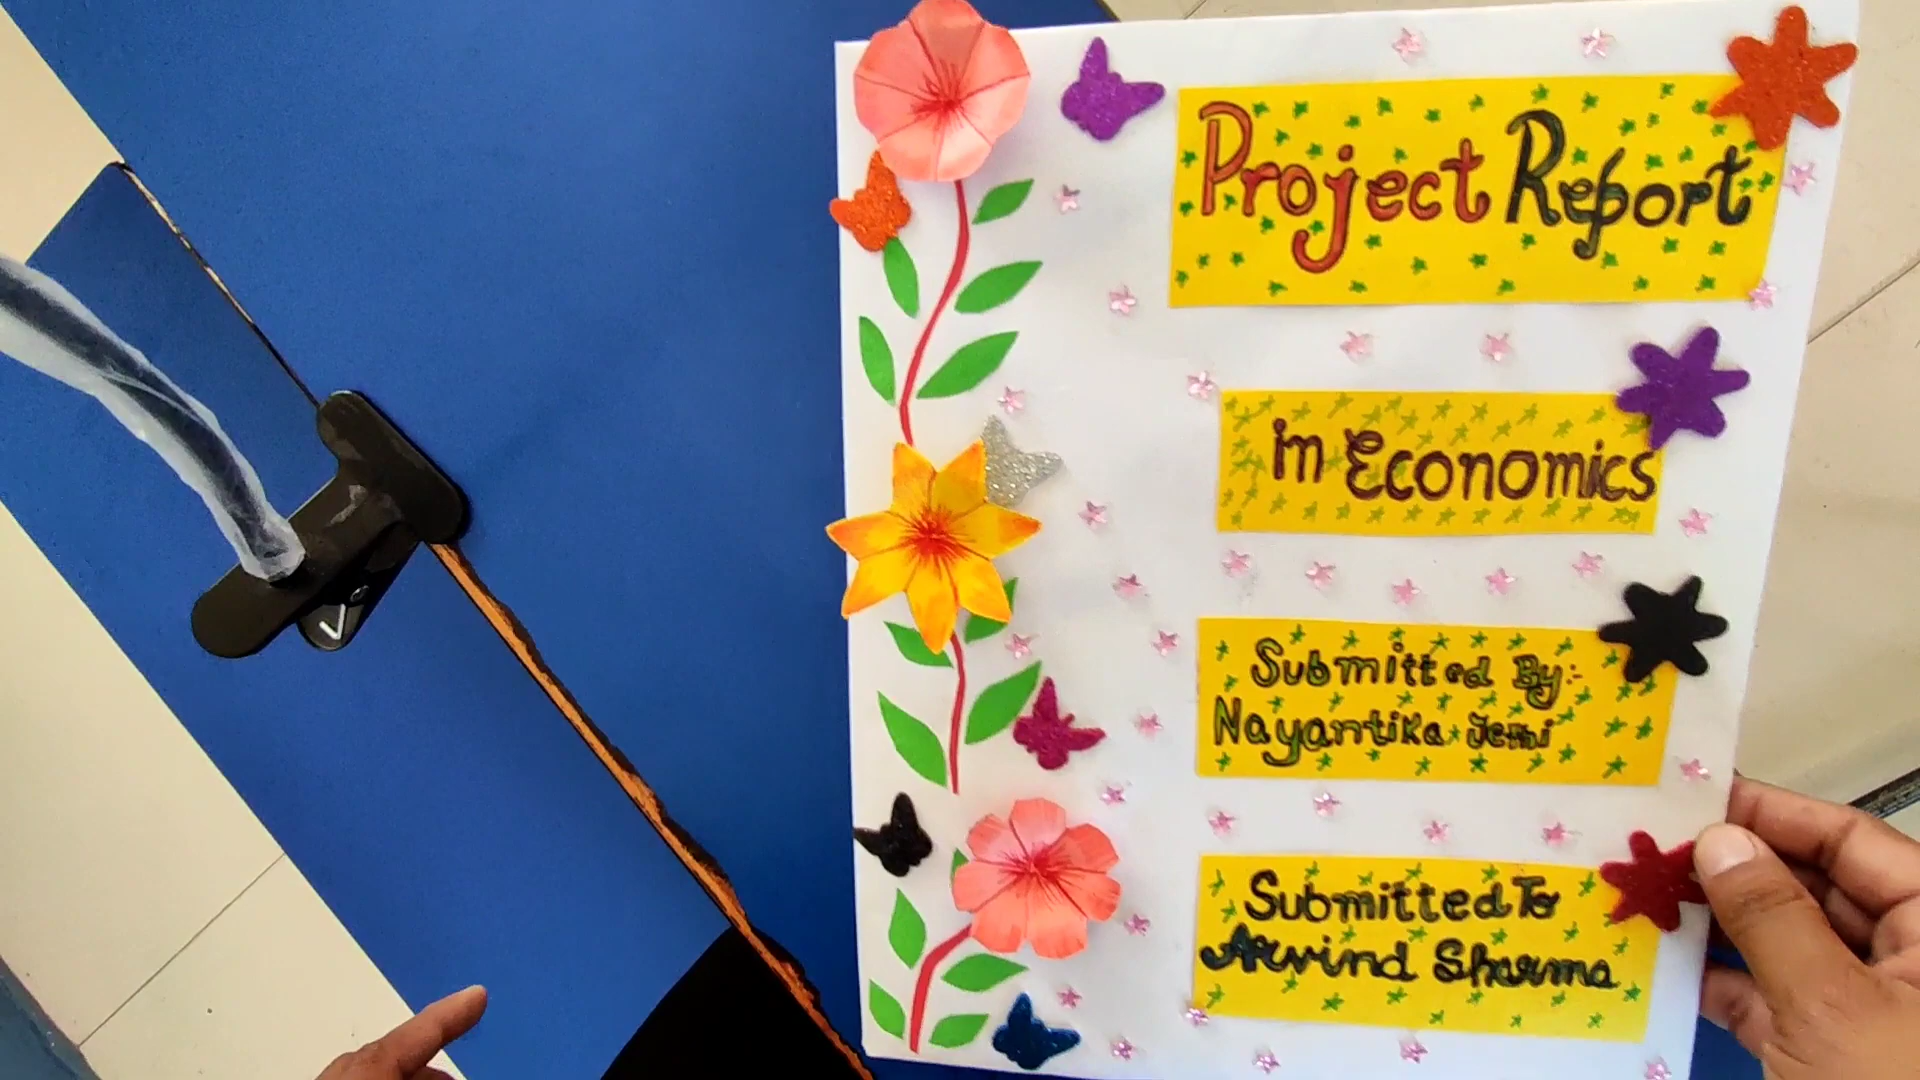 Project Report
in Economics
Submitted By:-
Nayantika
Submitted To
Arvind Sharma